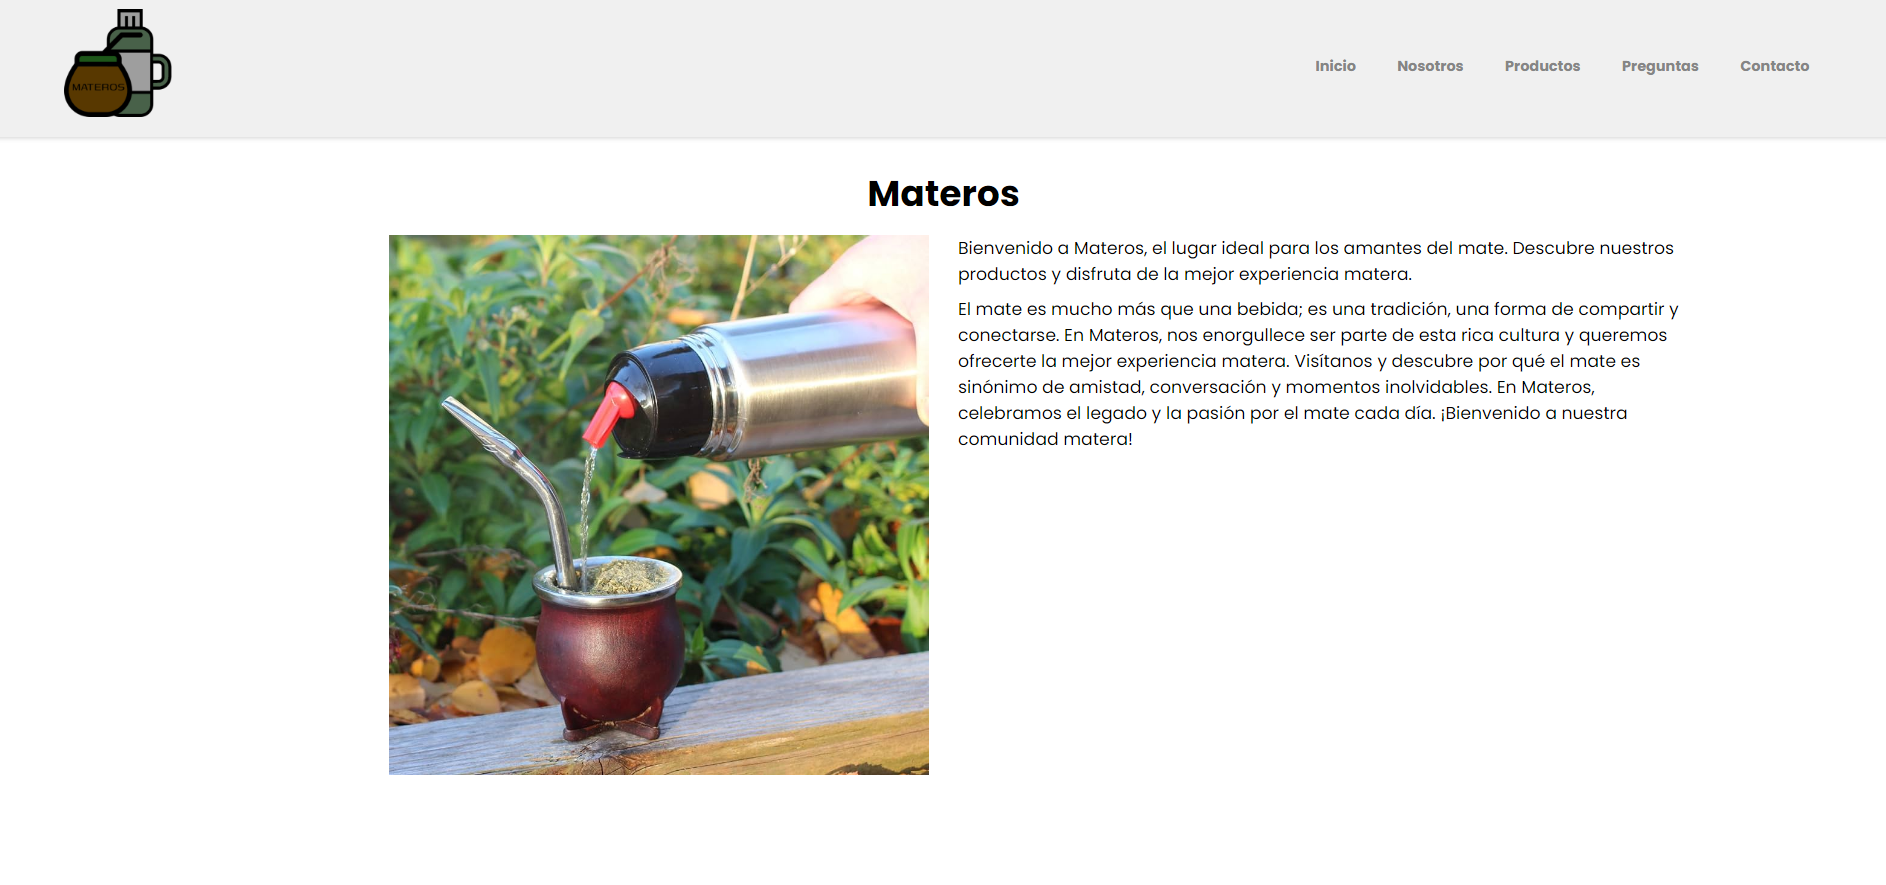 MATEROS
Inicio Nosotros Productos Preguntas Contacto
Materos
Bienvenido a Materos, el lugar ideal para los amantes del mate. Descubre nuestros
productos y disfruta de la mejor experiencia matera.
El mate es mucho más que una bebida; es una tradición, una forma de compartir y
conectarse. En Materos, nos enorgullece ser parte de esta rica cultura y queremos
ofrecerte la mejor experiencia matera. Visítanos y descubre por qué el mate es
sinónimo de amistad, conversación y momentos inolvidables. En Materos,
celebramos el legado y la pasión por el mate cada día. ¡Bienvenido a nuestra
comunidad matera!